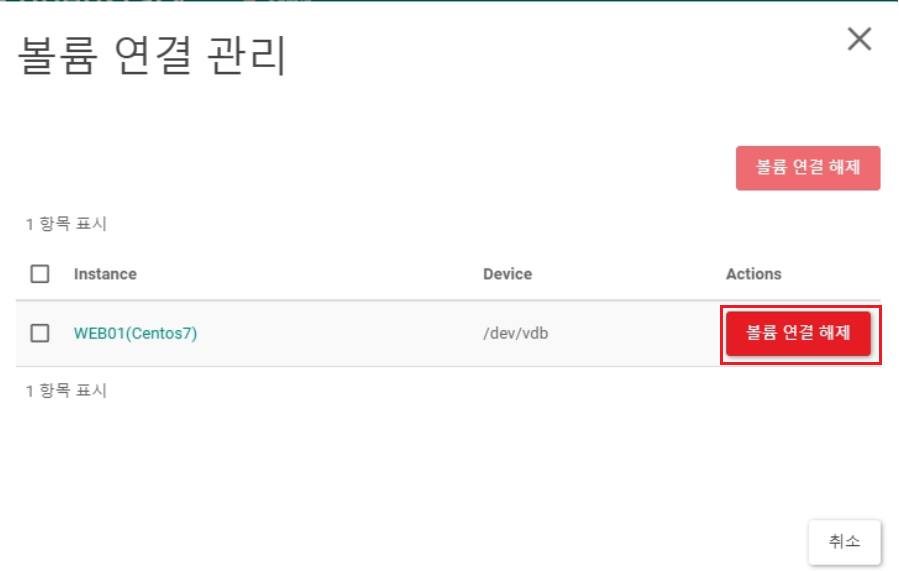 볼륨 연결 관리
볼륨 연결 해제
1 항목 표시
Instance Device Actions
WEB01(Centos7) /dev/vdb 볼륨 연결 해제
1 항목 표시
취소